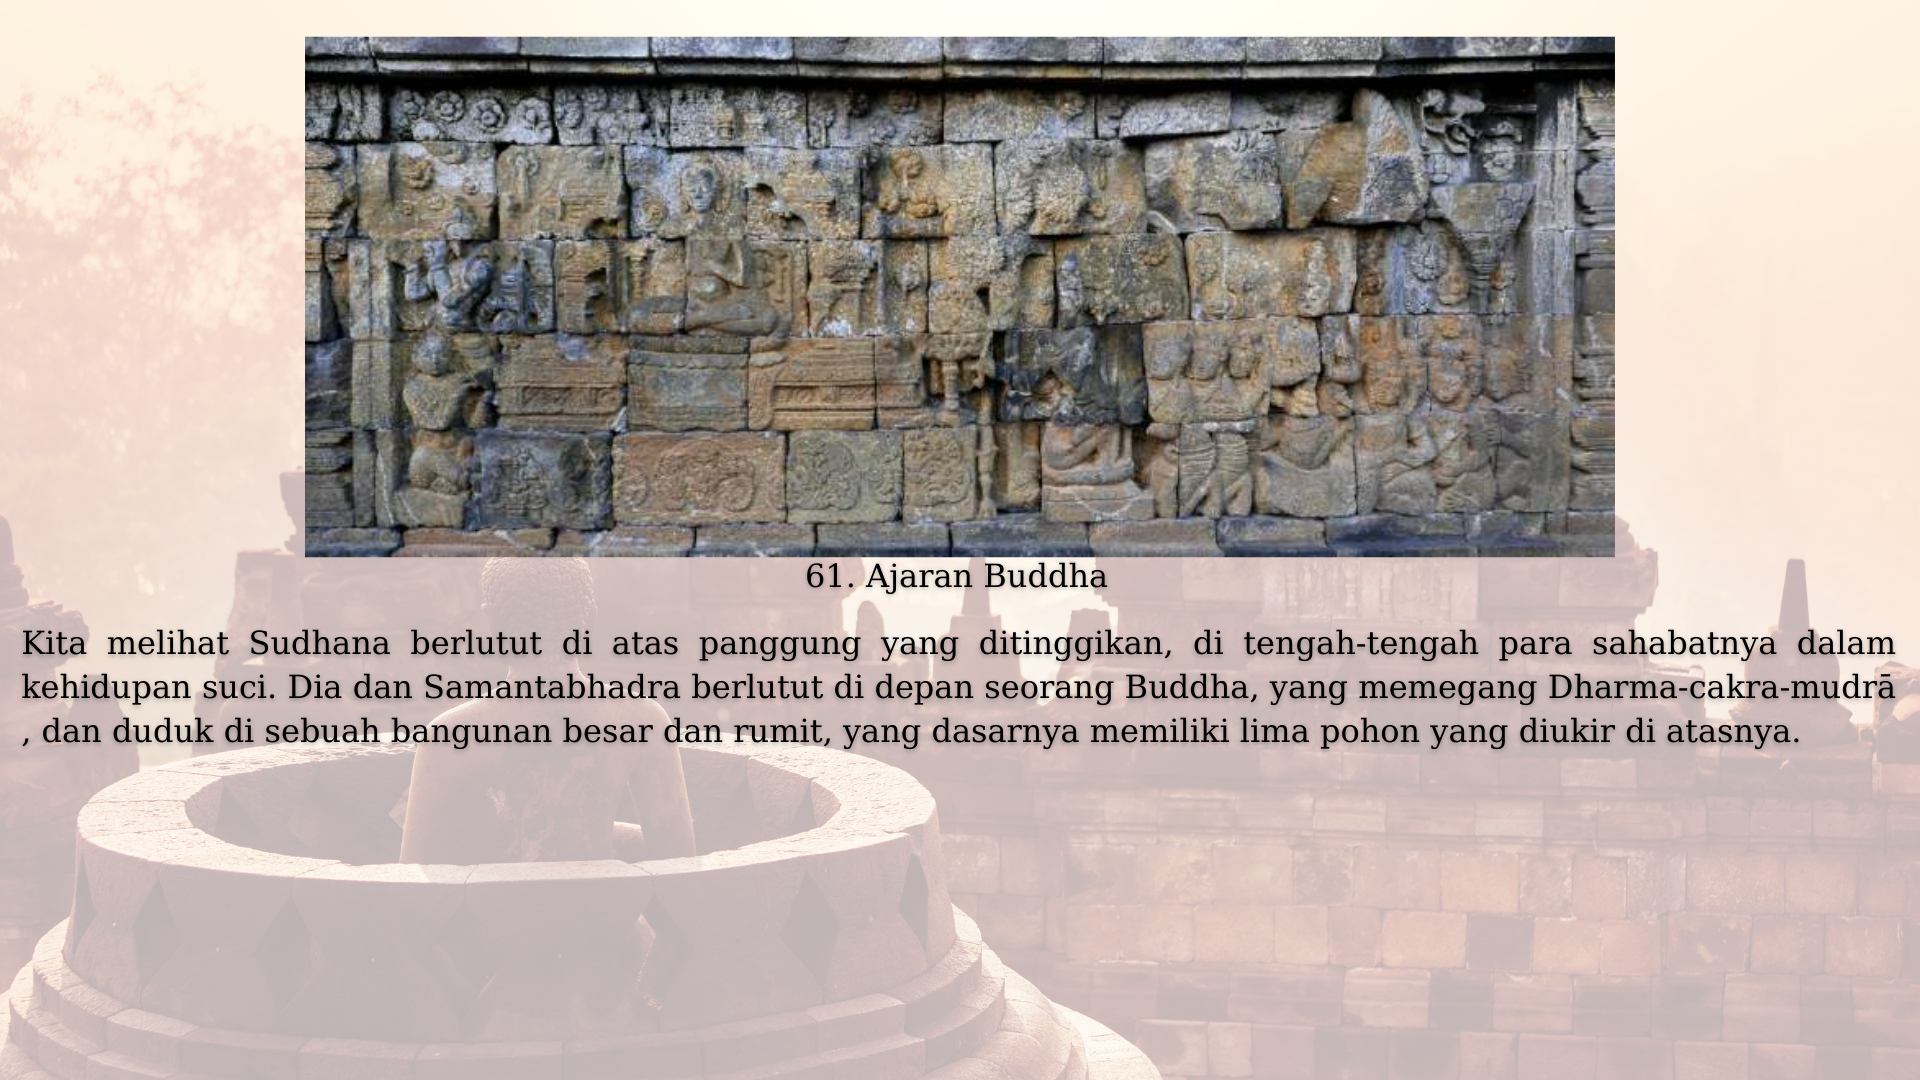 61. Ajaran Buddha
Kita melihat Sudhana berlutut di atas panggung yang ditinggikan, di tengah-tengah para sahabatnya dalam
kehidupan suci. Dia dan Samantabhadra berlutut di depan seorang Buddha, yang memegang Dharma-cakra-mudrā
, dan duduk di sebuah bangunan besar dan rumit, yang dasarnya memiliki lima pohon yang diukir di atasnya.